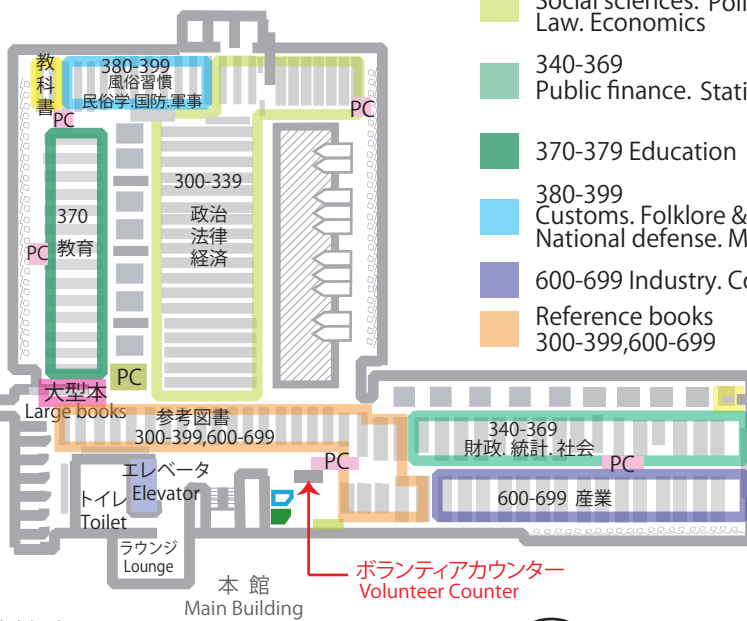 Social sciences.
Law. Economics
340-369
Public finance.
370-379 Education
380-399
Customs. Folklore &
National defense.
600-699 Industry.
Reference books
300-399,600-699
教
科
書
380-399
風俗習慣
民俗学.国防.軍事
PC
PC
300-339
政治
法律
経済
370
教育
PC
PC
大型本
Large books
参考図書
300-399,600-699
340-369
財政. 統計. 社会
PC
PC
エレベータ
Elevator
トイレ
Toilet
600-699 産業
ラウンジ
Lounge
ボランティアカウンター
Volunteer Counter
本 館
Main Building